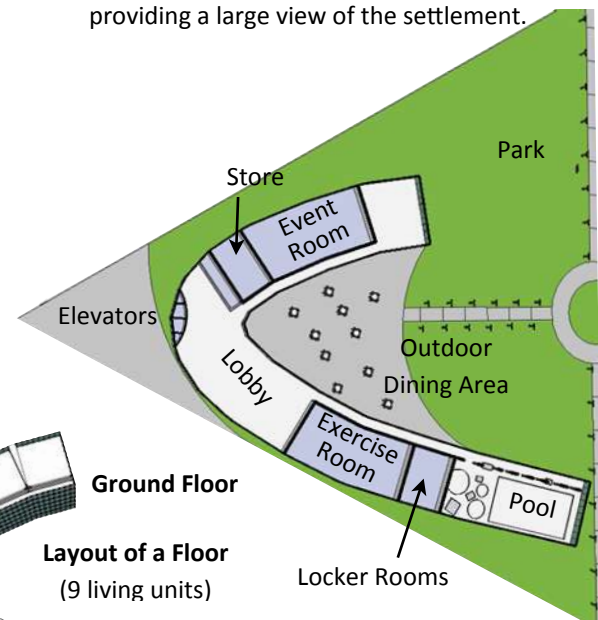 providing a large view of the settlement.
Park
Store
Event
Room
Elevators
Outdoor
Dining Area
Lobby
Exercise
Room
Pool
Ground Floor
Layout of a Floor
(9 living units)
Locker Rooms